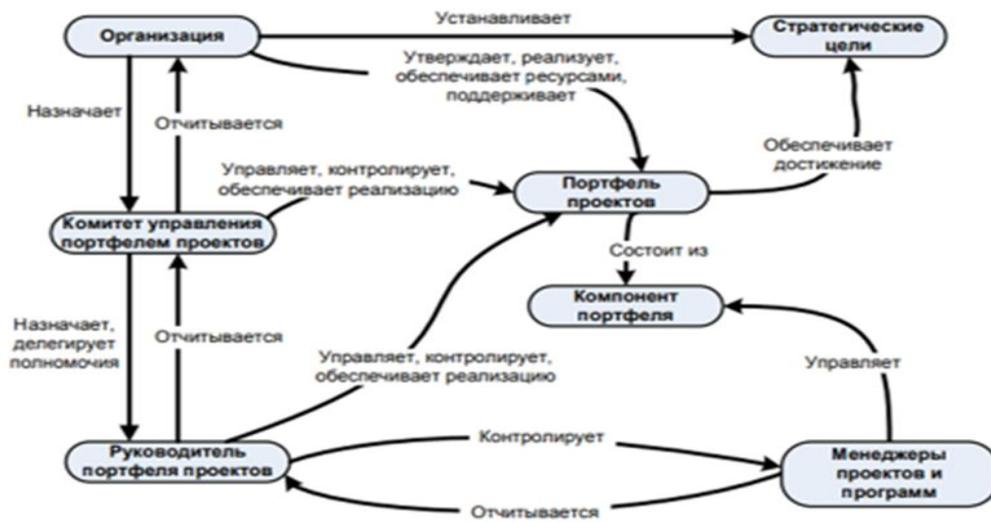 Устанавливает
Организация
Стратегические
цели
Утверждает, реализует,
обеспечивает ресурсами,
поддерживает
Назначает
Отчитывается
Обеспечивает
достижение
Управляет, контролирует,
обеспечивает реализацию
Портфель
проектов
Комитет управления
портфелем проектов
Состоит из
Компонент
портфеля
Назначает,
делегирует
полномочия
Отчитывается
Управляет, контролирует,
обеспечивает реализацию
Управляет
Руководитель
портфеля проектов
Контролирует
Менеджеры
проектов и
программ
Отчитывается